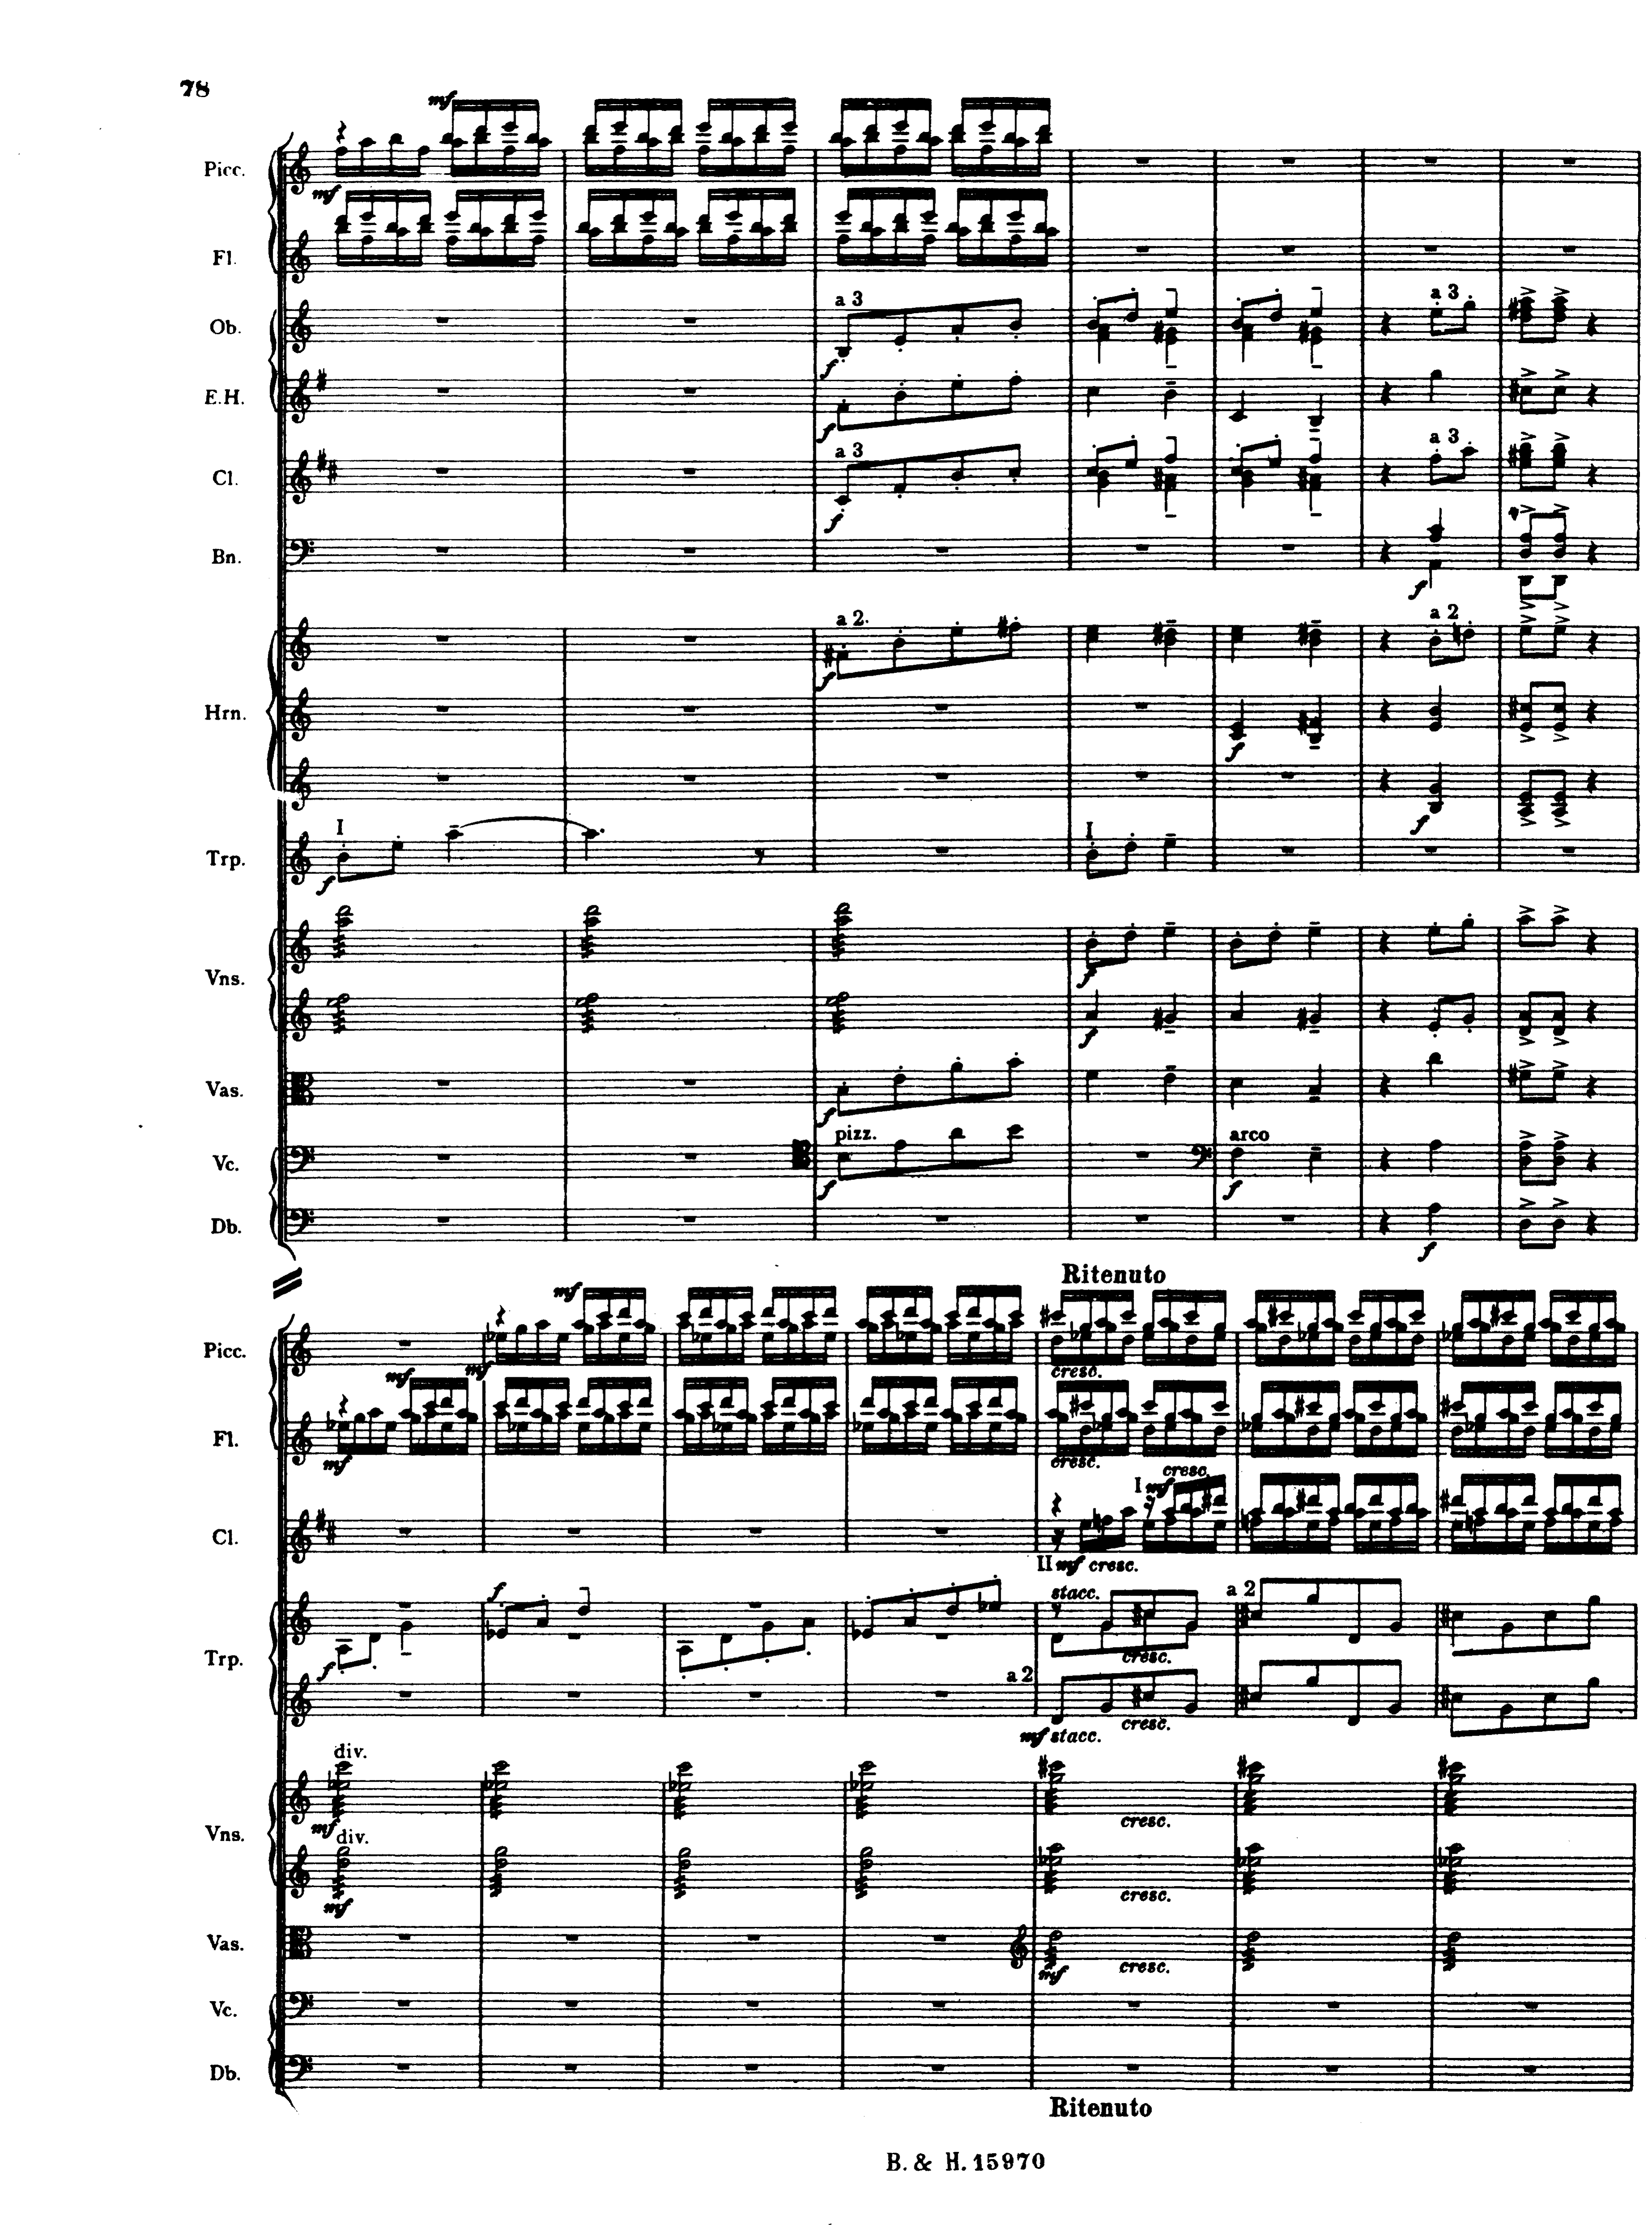 78
mf
Picc.
mf
Fl.
a 3
Ob.
f
E.H.
f
a 3
Cl.
f
a 3
a 3
Bn.
f
a 2.
a 2
f
Hrn.
f
f
I
I
Trp.
f
Vns.
f
f
Vas.
f
pizz.
arco
Vc.
f
f
Db.
f
Ritenuto
mf
Picc.
mf
mf
cresc.
Fl.
mf
cresc.
cresc.
I mf
Cl.
II mf cresc.
f
stacc.
a 2
Trp.
f
cresc.
a 2
cresc.
mf stacc.
div.
Vns.
mf
cresc.
div.
mf
cresc.
Vas.
mf
cresc.
Vc.
Db.
Ritenuto
B. & H. 15970